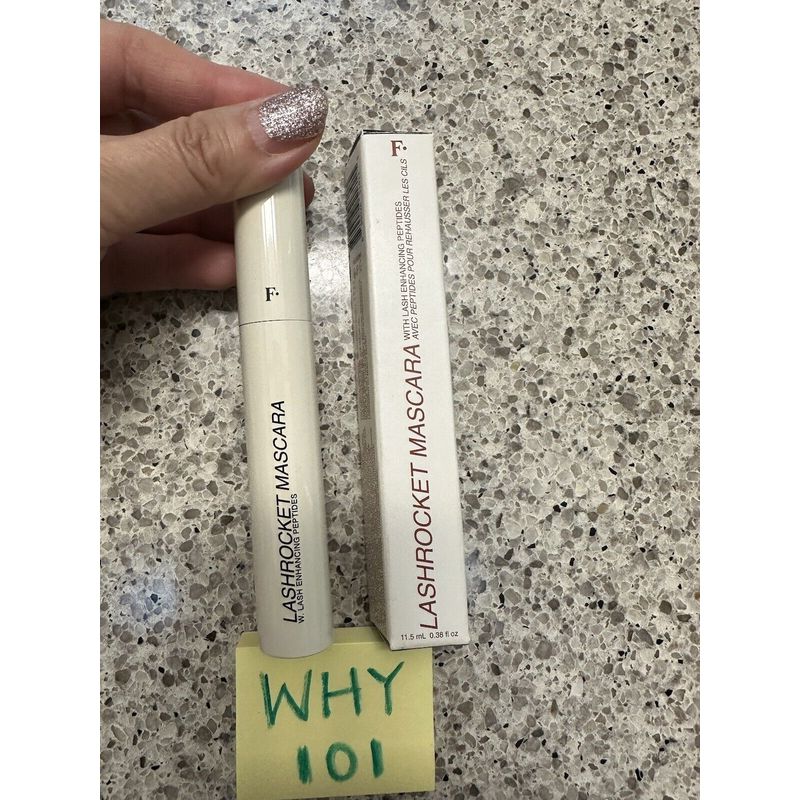 F.
LASHROCKET MASCARA
W. LASH ENHANCING PEPTIDES
F.
LASHROCKET MASCARA
WITH LASH ENHANCING PEPTIDES
AVEC PEPTIDES POUR REHAUSSER LES CILS
11.5 mL 0.38 fl oz
WHY
101